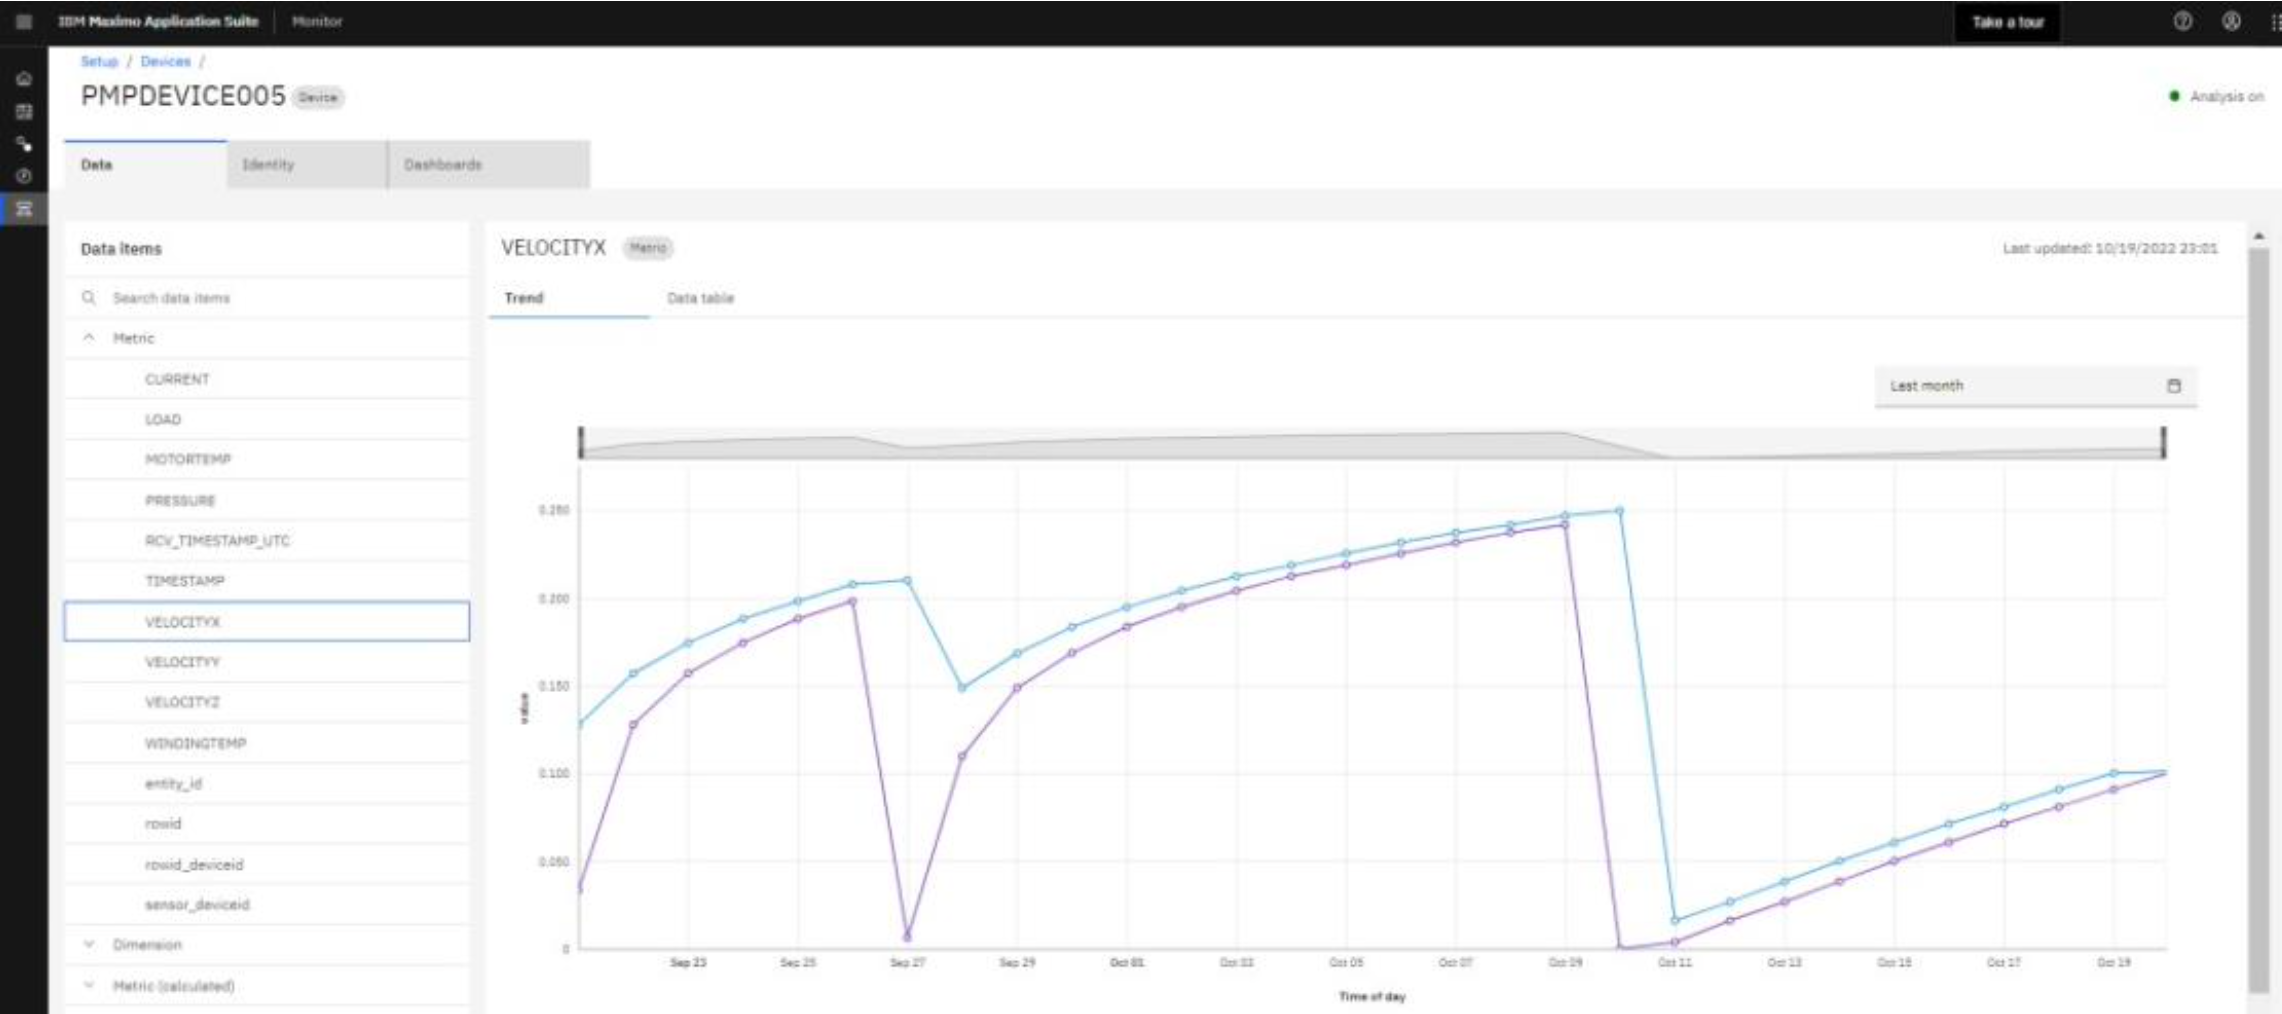 IBM Maximo Application Suite
Monitor
Take a tour
Setup / Devices /
PMPDEVICE005 Device
Analysis on
Data
Identity
Dashboards
Data items
Search data items
Metric
CURRENT
LOAD
MOTORTEMP
PRESSURE
RCV_TIMESTAMP_UTC
TIMESTAMP
VELOCITYX
VELOCITYY
VELOCITYZ
WINDINGTEMP
entity_id
rowid
rowid_deviceid
sensor_deviceid
Dimension
Metric (calculated)
VELOCITYX Metric
Last updated: 10/19/2022 23:01
Trend
Data table
Last month
0.250
0.200
0.150
0.100
0.050
0
value
Sep 23
Sep 25
Sep 27
Sep 29
Oct 01
Oct 03
Oct 05
Oct 07
Oct 09
Oct 11
Oct 13
Oct 15
Oct 17
Oct 19
Time of day